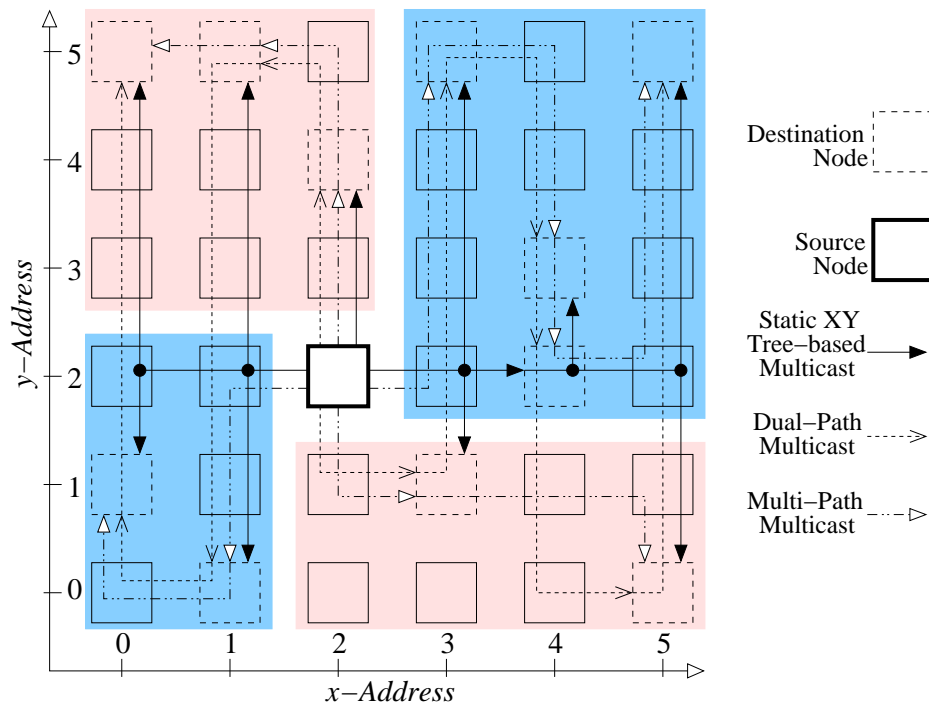 5
4
3
2
1
0
y–Address
0
1
2
3
4
5
x–Address
Destination
Node
Source
Node
Static XY
Tree–based
Multicast
Dual–Path
Multicast
Multi–Path
Multicast